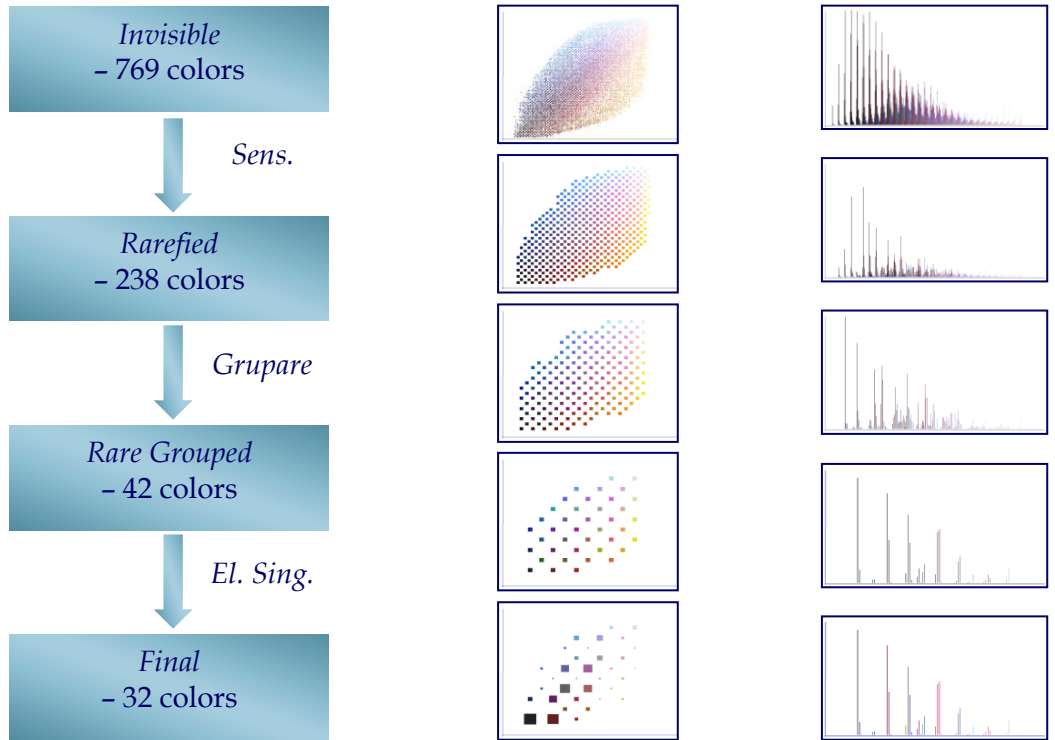 Invisible
– 769 colors
Sens.
Rarefied
– 238 colors
Grupare
Rare Grouped
– 42 colors
El. Sing.
Final
– 32 colors